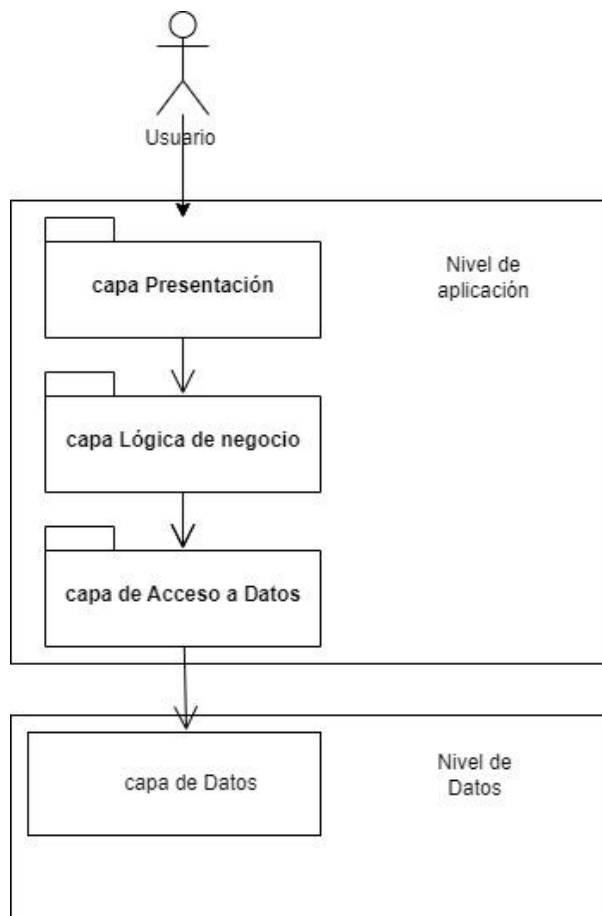 Usuario
capa Presentación
Nivel de
aplicación
capa Lógica de negocio
capa de Acceso a Datos
capa de Datos
Nivel de
Datos